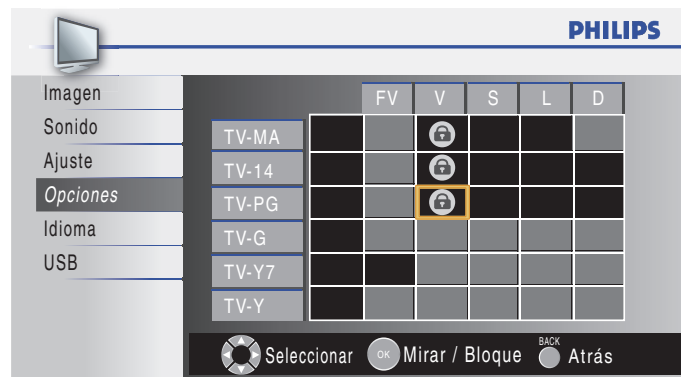 PHILIPS
Imagen
Sonido
Ajuste
Opciones
Idioma
USB
FV V S L D
TV-MA
TV-14
TV-PG
TV-G
TV-Y7
TV-Y
Seleccionar OK Mirar / Bloque BACK Atrás